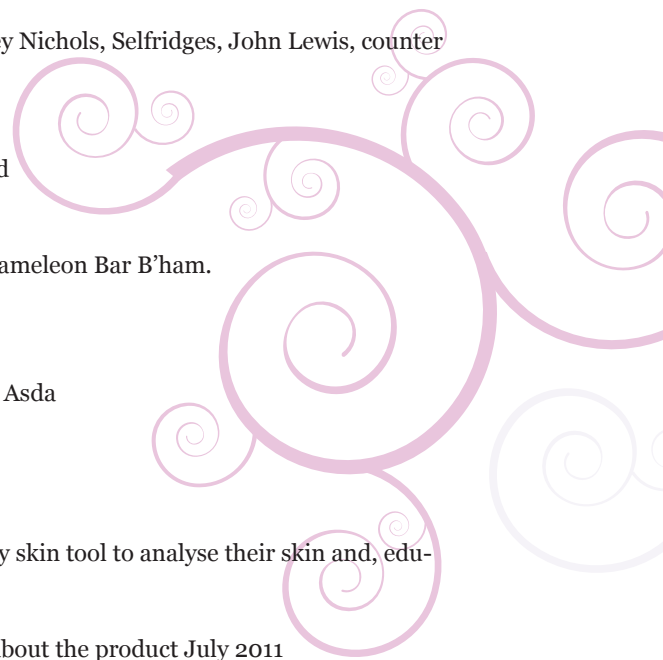 y Nichols, Selfridges, John Lewis, counter
d
ameleon Bar B’ham.
Asda
y skin tool to analyse their skin and, edu-
bout the product July 2011